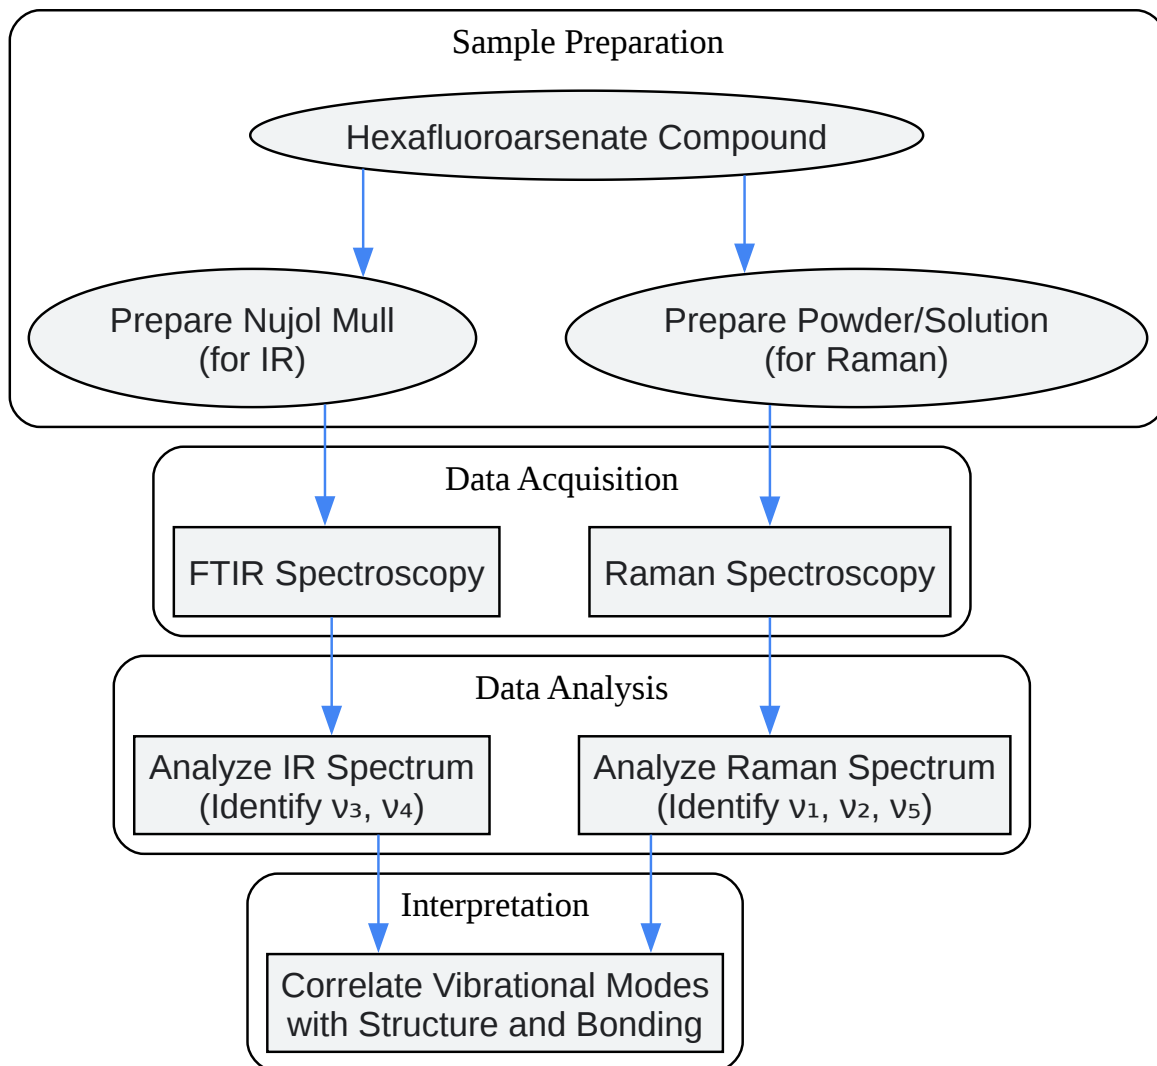 Sample Preparation
Hexafluoroarsenate Compound
Prepare Nujol Mull
(for IR)
Prepare Powder/Solution
(for Raman)
Data Acquisition
FTIR Spectroscopy
Raman Spectroscopy
Data Analysis
Analyze IR Spectrum
(Identify ν₃, ν₄)
Analyze Raman Spectrum
(Identify ν₁, ν₂, ν₅)
Interpretation
Correlate Vibrational Modes
with Structure and Bonding